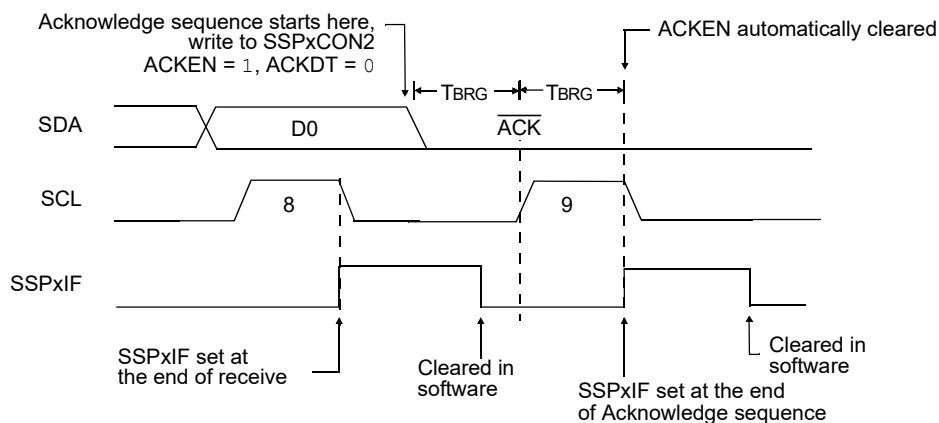 Acknowledge sequence starts here,
write to SSPxCON2
ACKEN = 1, ACKDT = 0
ACKEN automatically cleared
TBRG
TBRG
SDA
D0
ACK
SCL
8
9
SSPxIF
SSPxIF set at
the end of receive
Cleared in
software
SSPxIF set at the end
of Acknowledge sequence
Cleared in
software